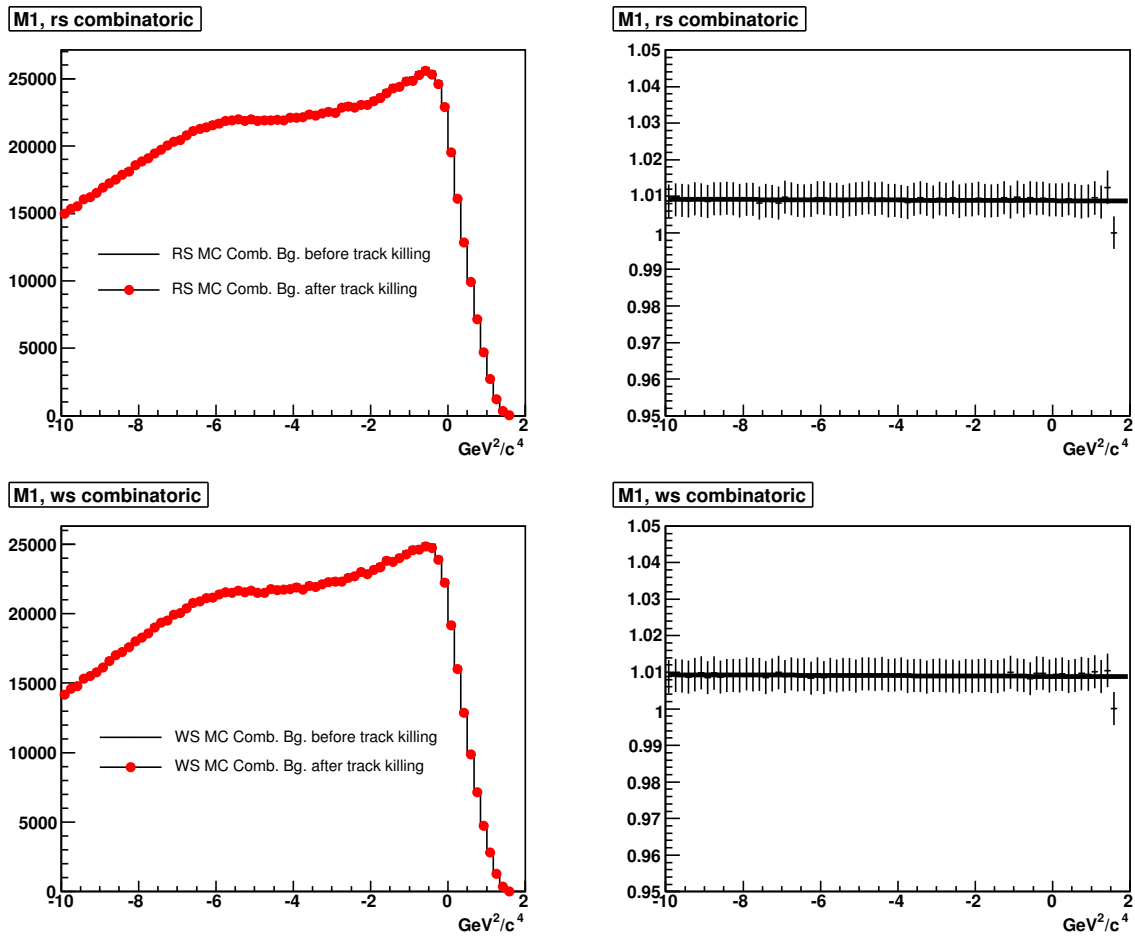 M1, rs combinatoric
25000
20000
15000
10000
5000
0
RS MC Comb. Bg. before track killing
RS MC Comb. Bg. after track killing
-10 -8 -6 -4 -2 0 2
GeV²/c⁴
M1, rs combinatoric
1.05
1.04
1.03
1.02
1.01
1
0.99
0.98
0.97
0.96
0.95
-10 -8 -6 -4 -2 0 2
GeV²/c⁴
M1, ws combinatoric
25000
20000
15000
10000
5000
0
WS MC Comb. Bg. before track killing
WS MC Comb. Bg. after track killing
-10 -8 -6 -4 -2 0 2
GeV²/c⁴
M1, ws combinatoric
1.05
1.04
1.03
1.02
1.01
1
0.99
0.98
0.97
0.96
0.95
-10 -8 -6 -4 -2 0 2
GeV²/c⁴